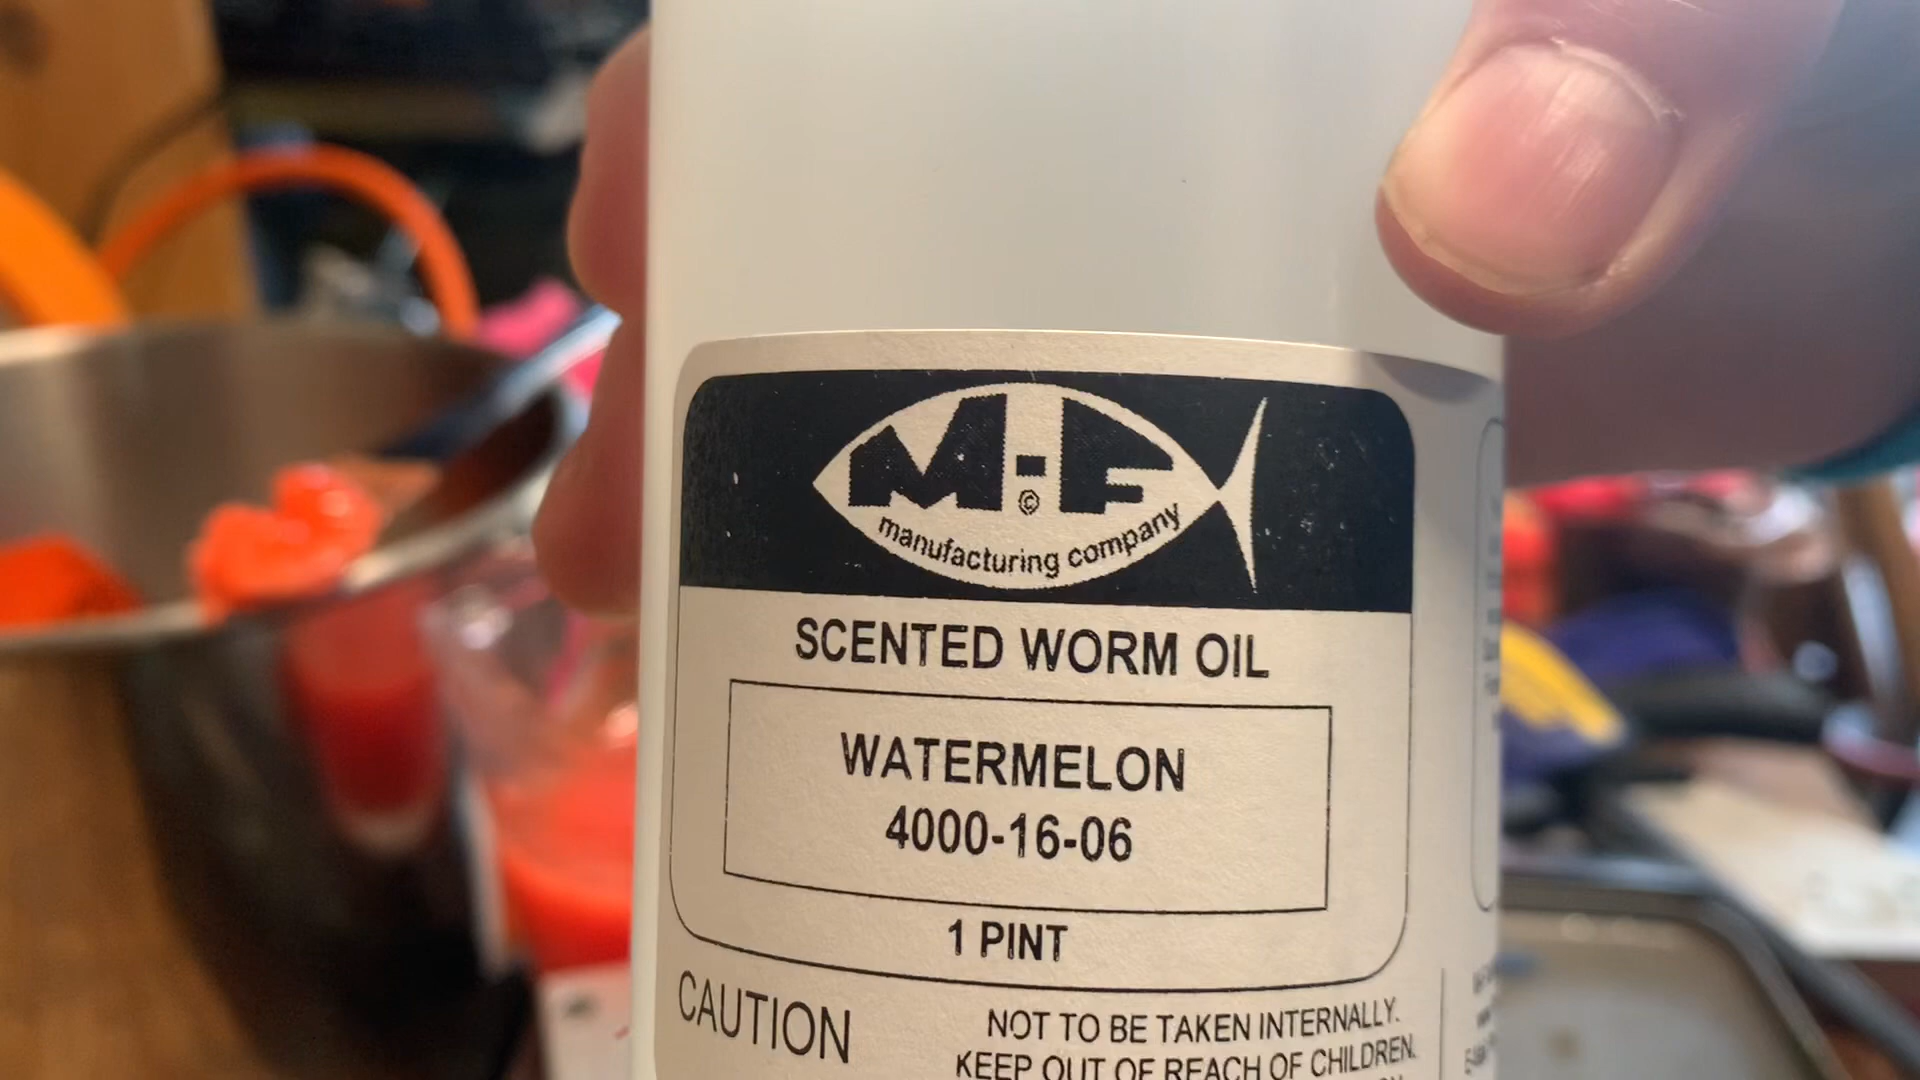 M-F
©
manufacturing company
SCENTED WORM OIL
WATERMELON
4000-16-06
1 PINT
CAUTION
NOT TO BE TAKEN INTERNALLY.
KEEP OUT OF REACH OF CHILDREN.